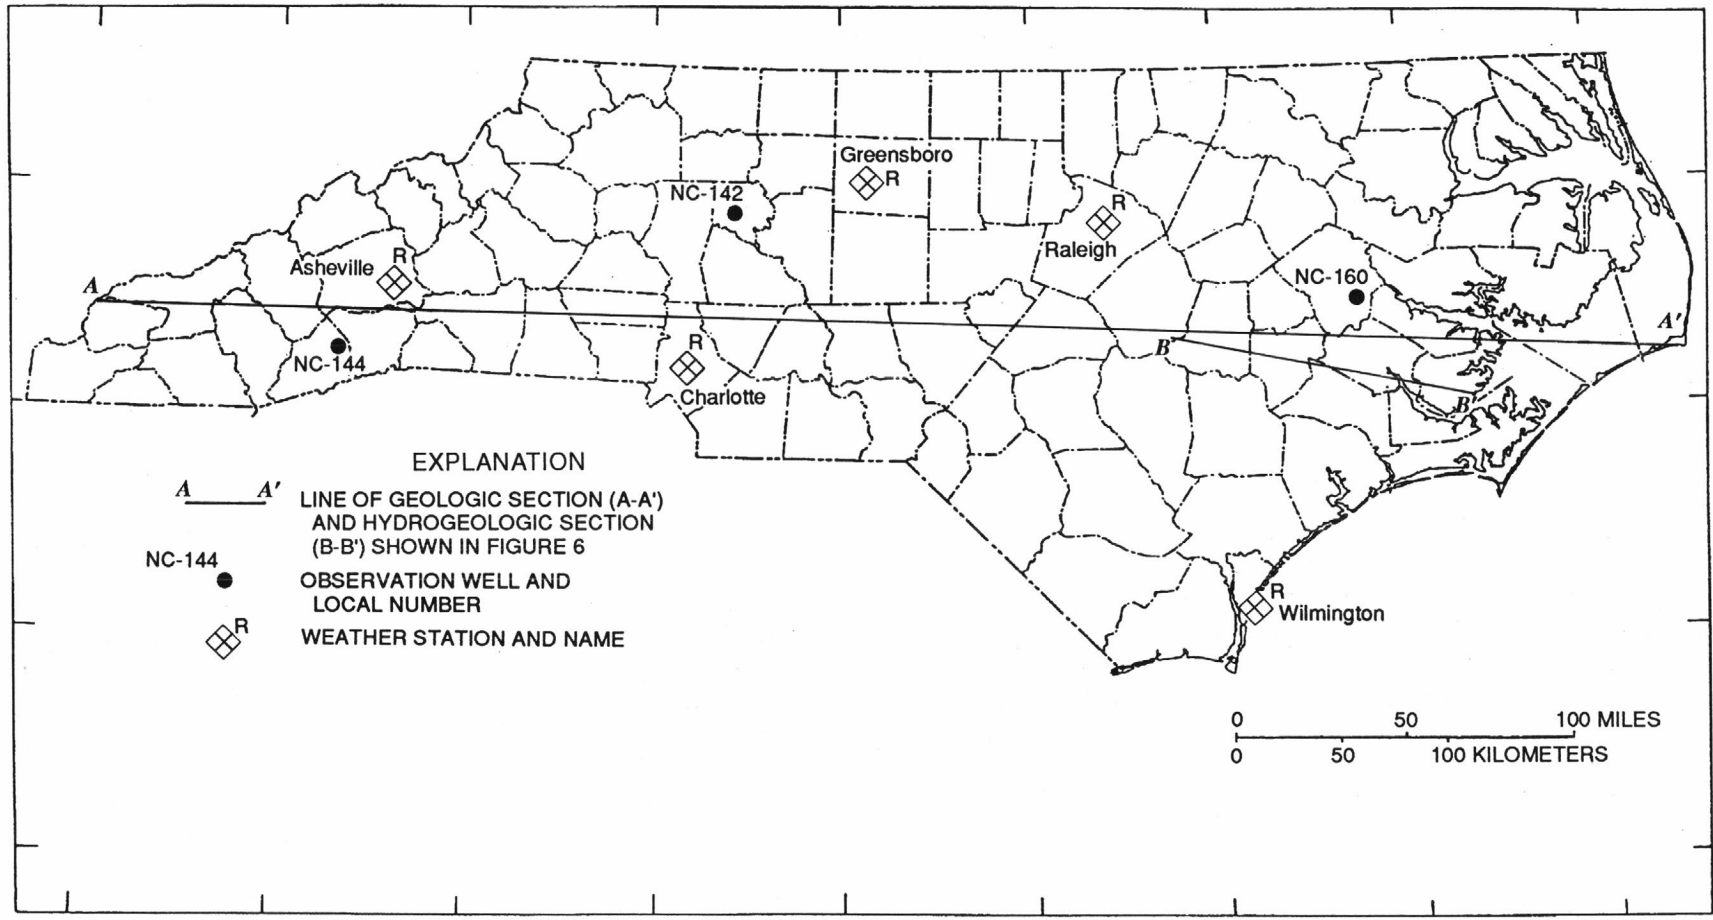 Greensboro
R
NC-142
R
Raleigh
R
Asheville
NC-160
A
A'
R
B
NC-144
Charlotte
B
EXPLANATION
A A' LINE OF GEOLOGIC SECTION (A-A')
AND HYDROGEOLOGIC SECTION
(B-B') SHOWN IN FIGURE 6
NC-144
OBSERVATION WELL AND
LOCAL NUMBER
R
WEATHER STATION AND NAME
R
Wilmington
0 50 100 MILES
0 50 100 KILOMETERS